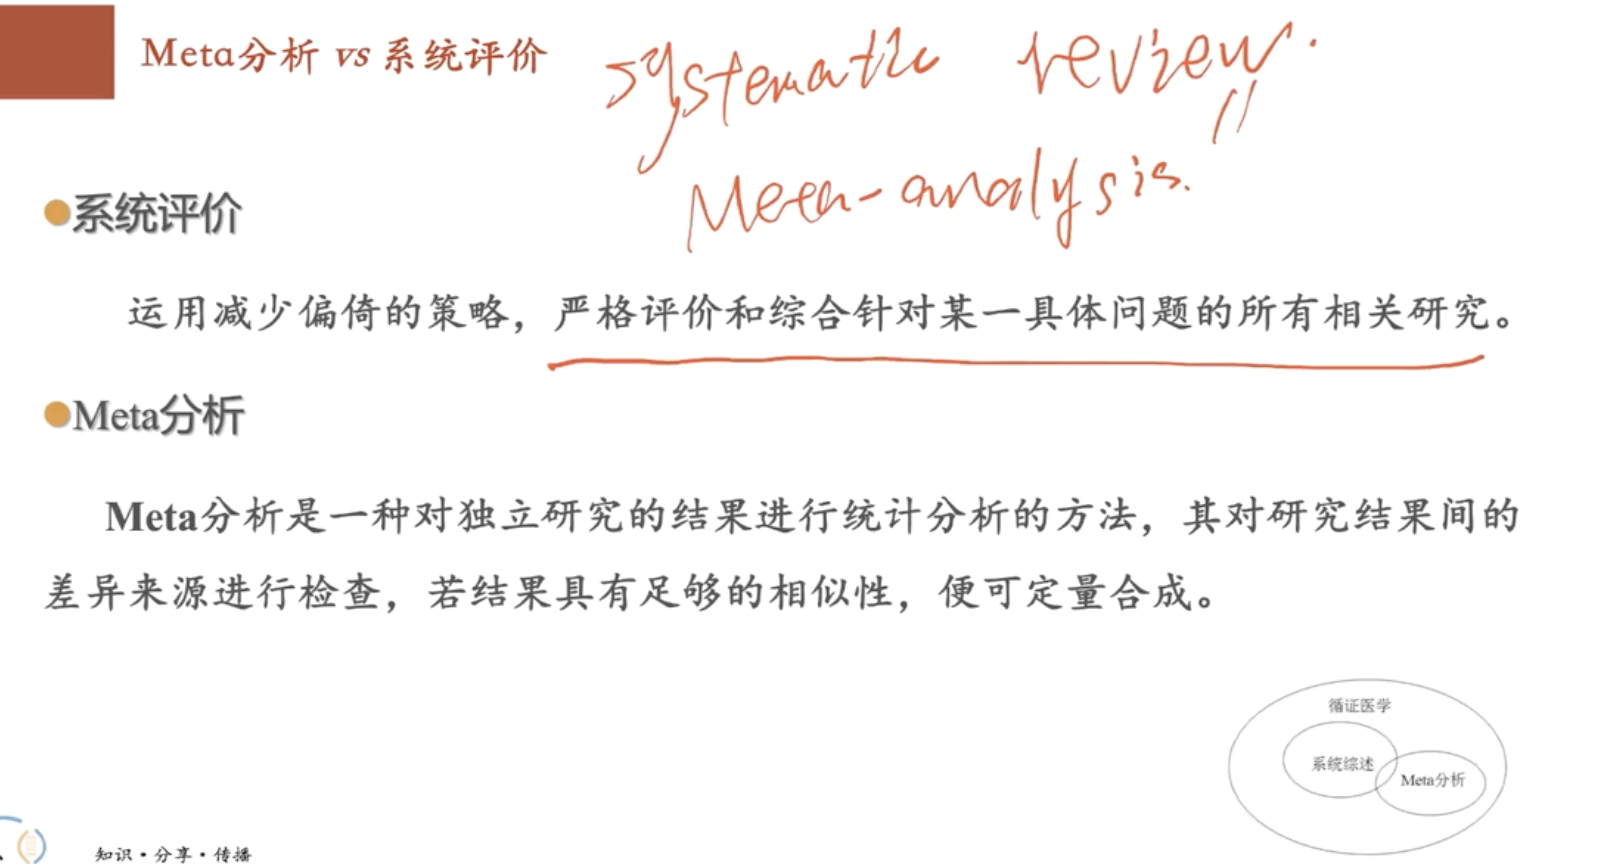 Meta分析 vs 系统评价
systematic review.
Meta-analysis.
系统评价
运用减少偏倚的策略，严格评价和综合针对某一具体问题的所有相关研究。
Meta分析
Meta分析是一种对独立研究的结果进行统计分析的方法，其对研究结果间的
差异来源进行检查，若结果具有足够的相似性，便可定量合成。
循证医学
系统综述
Meta分析
知识·分享·传播